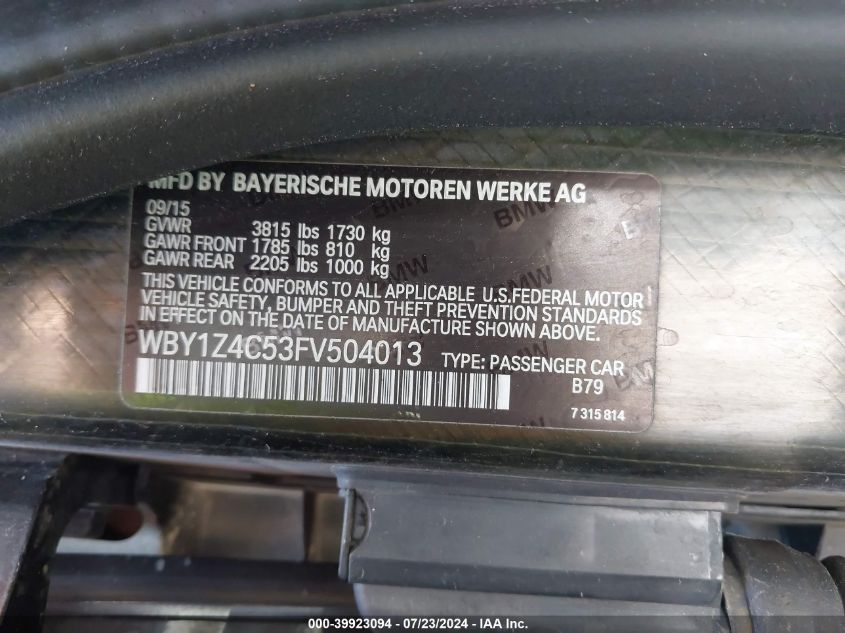 MFD BY BAYERISCHE MOTOREN WERKE AG
09/15
GVWR 3815 lbs 1730 kg
GAWR FRONT 1785 lbs 810 kg
GAWR REAR 2205 lbs 1000 kg
THIS VEHICLE CONFORMS TO ALL APPLICABLE U.S.FEDERAL MOTOR
VEHICLE SAFETY, BUMPER AND THEFT PREVENTION STANDARDS
IN EFFECT ON THE DATE OF MANUFACTURE SHOWN ABOVE.
WBY1Z4C53FV504013 TYPE: PASSENGER CAR
B79
7 315 814
BMW
BMW
BMW
000-39923094 / 07/23/2024 / IAA Inc.